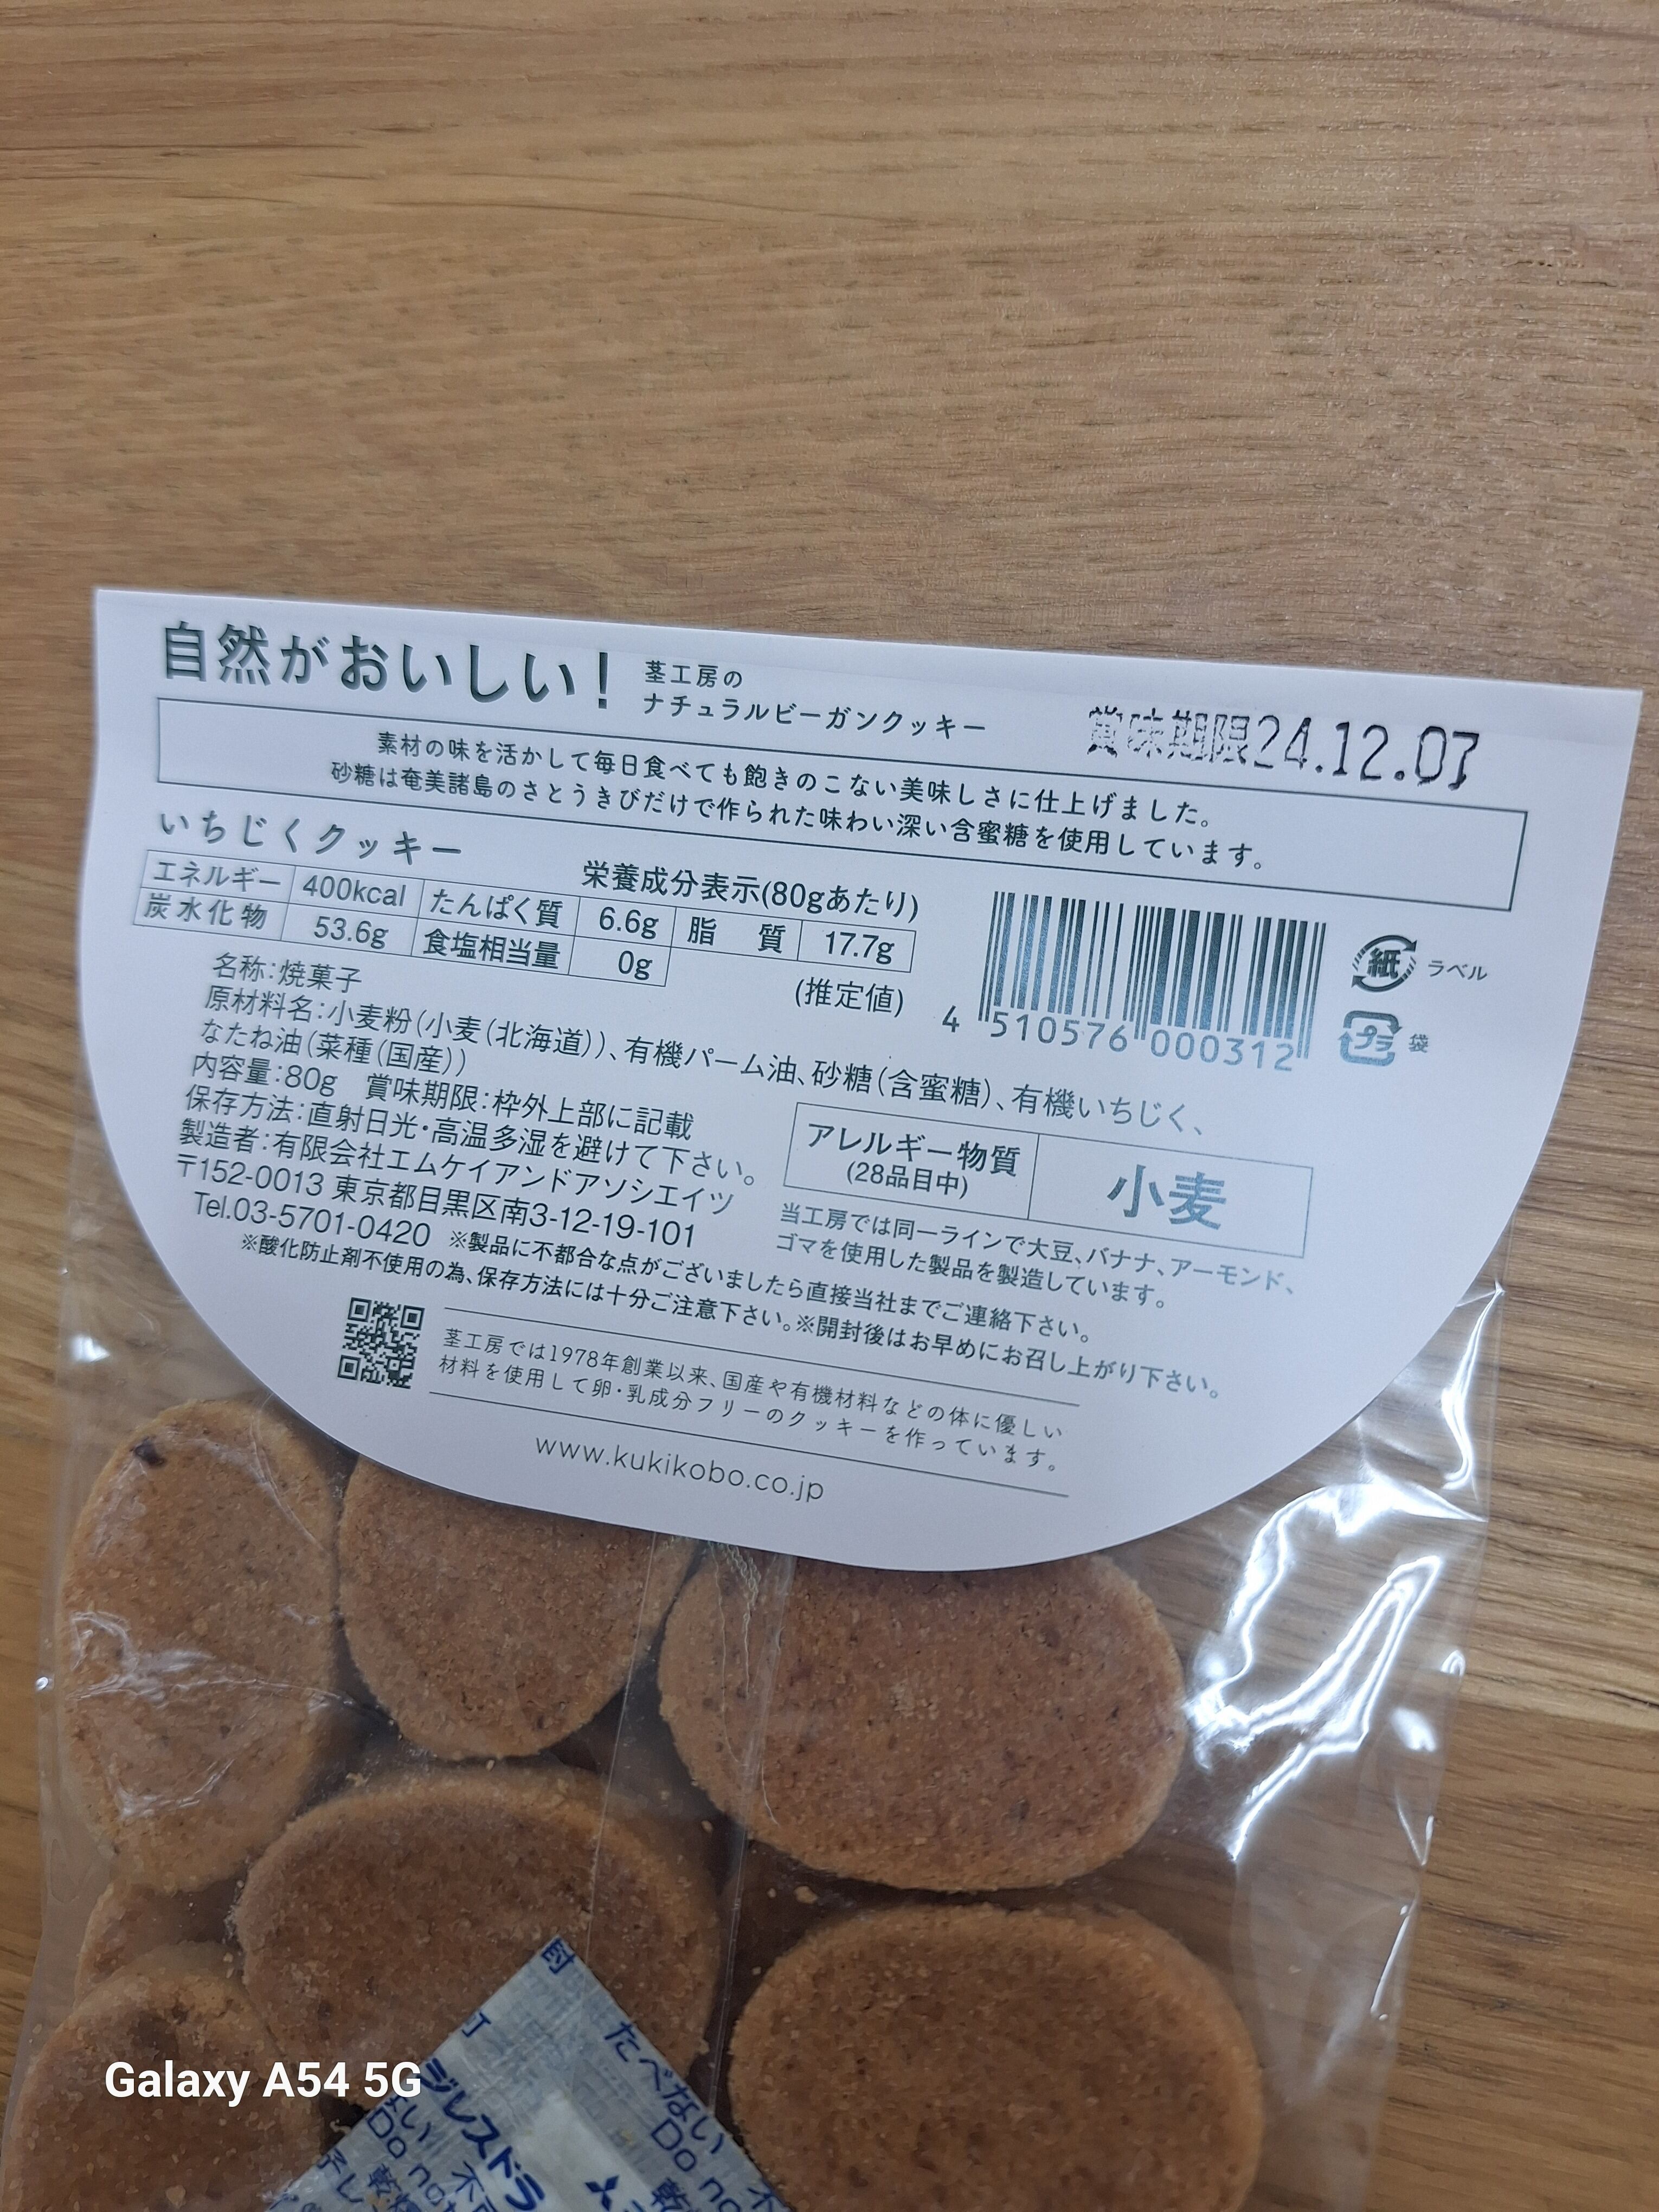 自然がおいしい！
茎工房の
ナチュラルビーガンクッキー
賞味期限24.12.07
素材の味を活かして毎日食べても飽きのこない美味しさに仕上げました。
砂糖は奄美諸島のさとうきびだけで作られた味わい深い含蜜糖を使用しています。
いちじくクッキー
栄養成分表示(80gあたり)
エネルギー 400kcal たんぱく質 6.6g 脂 質 17.7g
炭水化物 53.6g 食塩相当量 0g
(推定値)
4 510576 000312
紙 ラベル
プラ 袋
名称：焼菓子
原材料名：小麦粉（小麦（北海道））、有機パーム油、砂糖（含蜜糖）、有機いちじく、
なたね油（菜種（国産））
内容量：80g 賞味期限：枠外上部に記載
保存方法：直射日光・高温多湿を避けて下さい。
製造者：有限会社エムケイアンドアソシエイツ
〒152-0013 東京都目黒区南3-12-19-101
Tel.03-5701-0420 ※製品に不都合な点がございましたら直接当社までご連絡下さい。
※酸化防止剤不使用の為、保存方法には十分ご注意下さい。※開封後はお早めにお召し上がり下さい。
アレルギー物質
(28品目中)
小麦
当工房では同一ラインで大豆、バナナ、アーモンド、
ゴマを使用した製品を製造しています。
茎工房では1978年創業以来、国産や有機材料などの体に優しい
材料を使用して卵・乳成分フリーのクッキーを作っています。
www.kukikobo.co.jp
たべない
Do no
ジレスドラ
Do not
Galaxy A54 5G